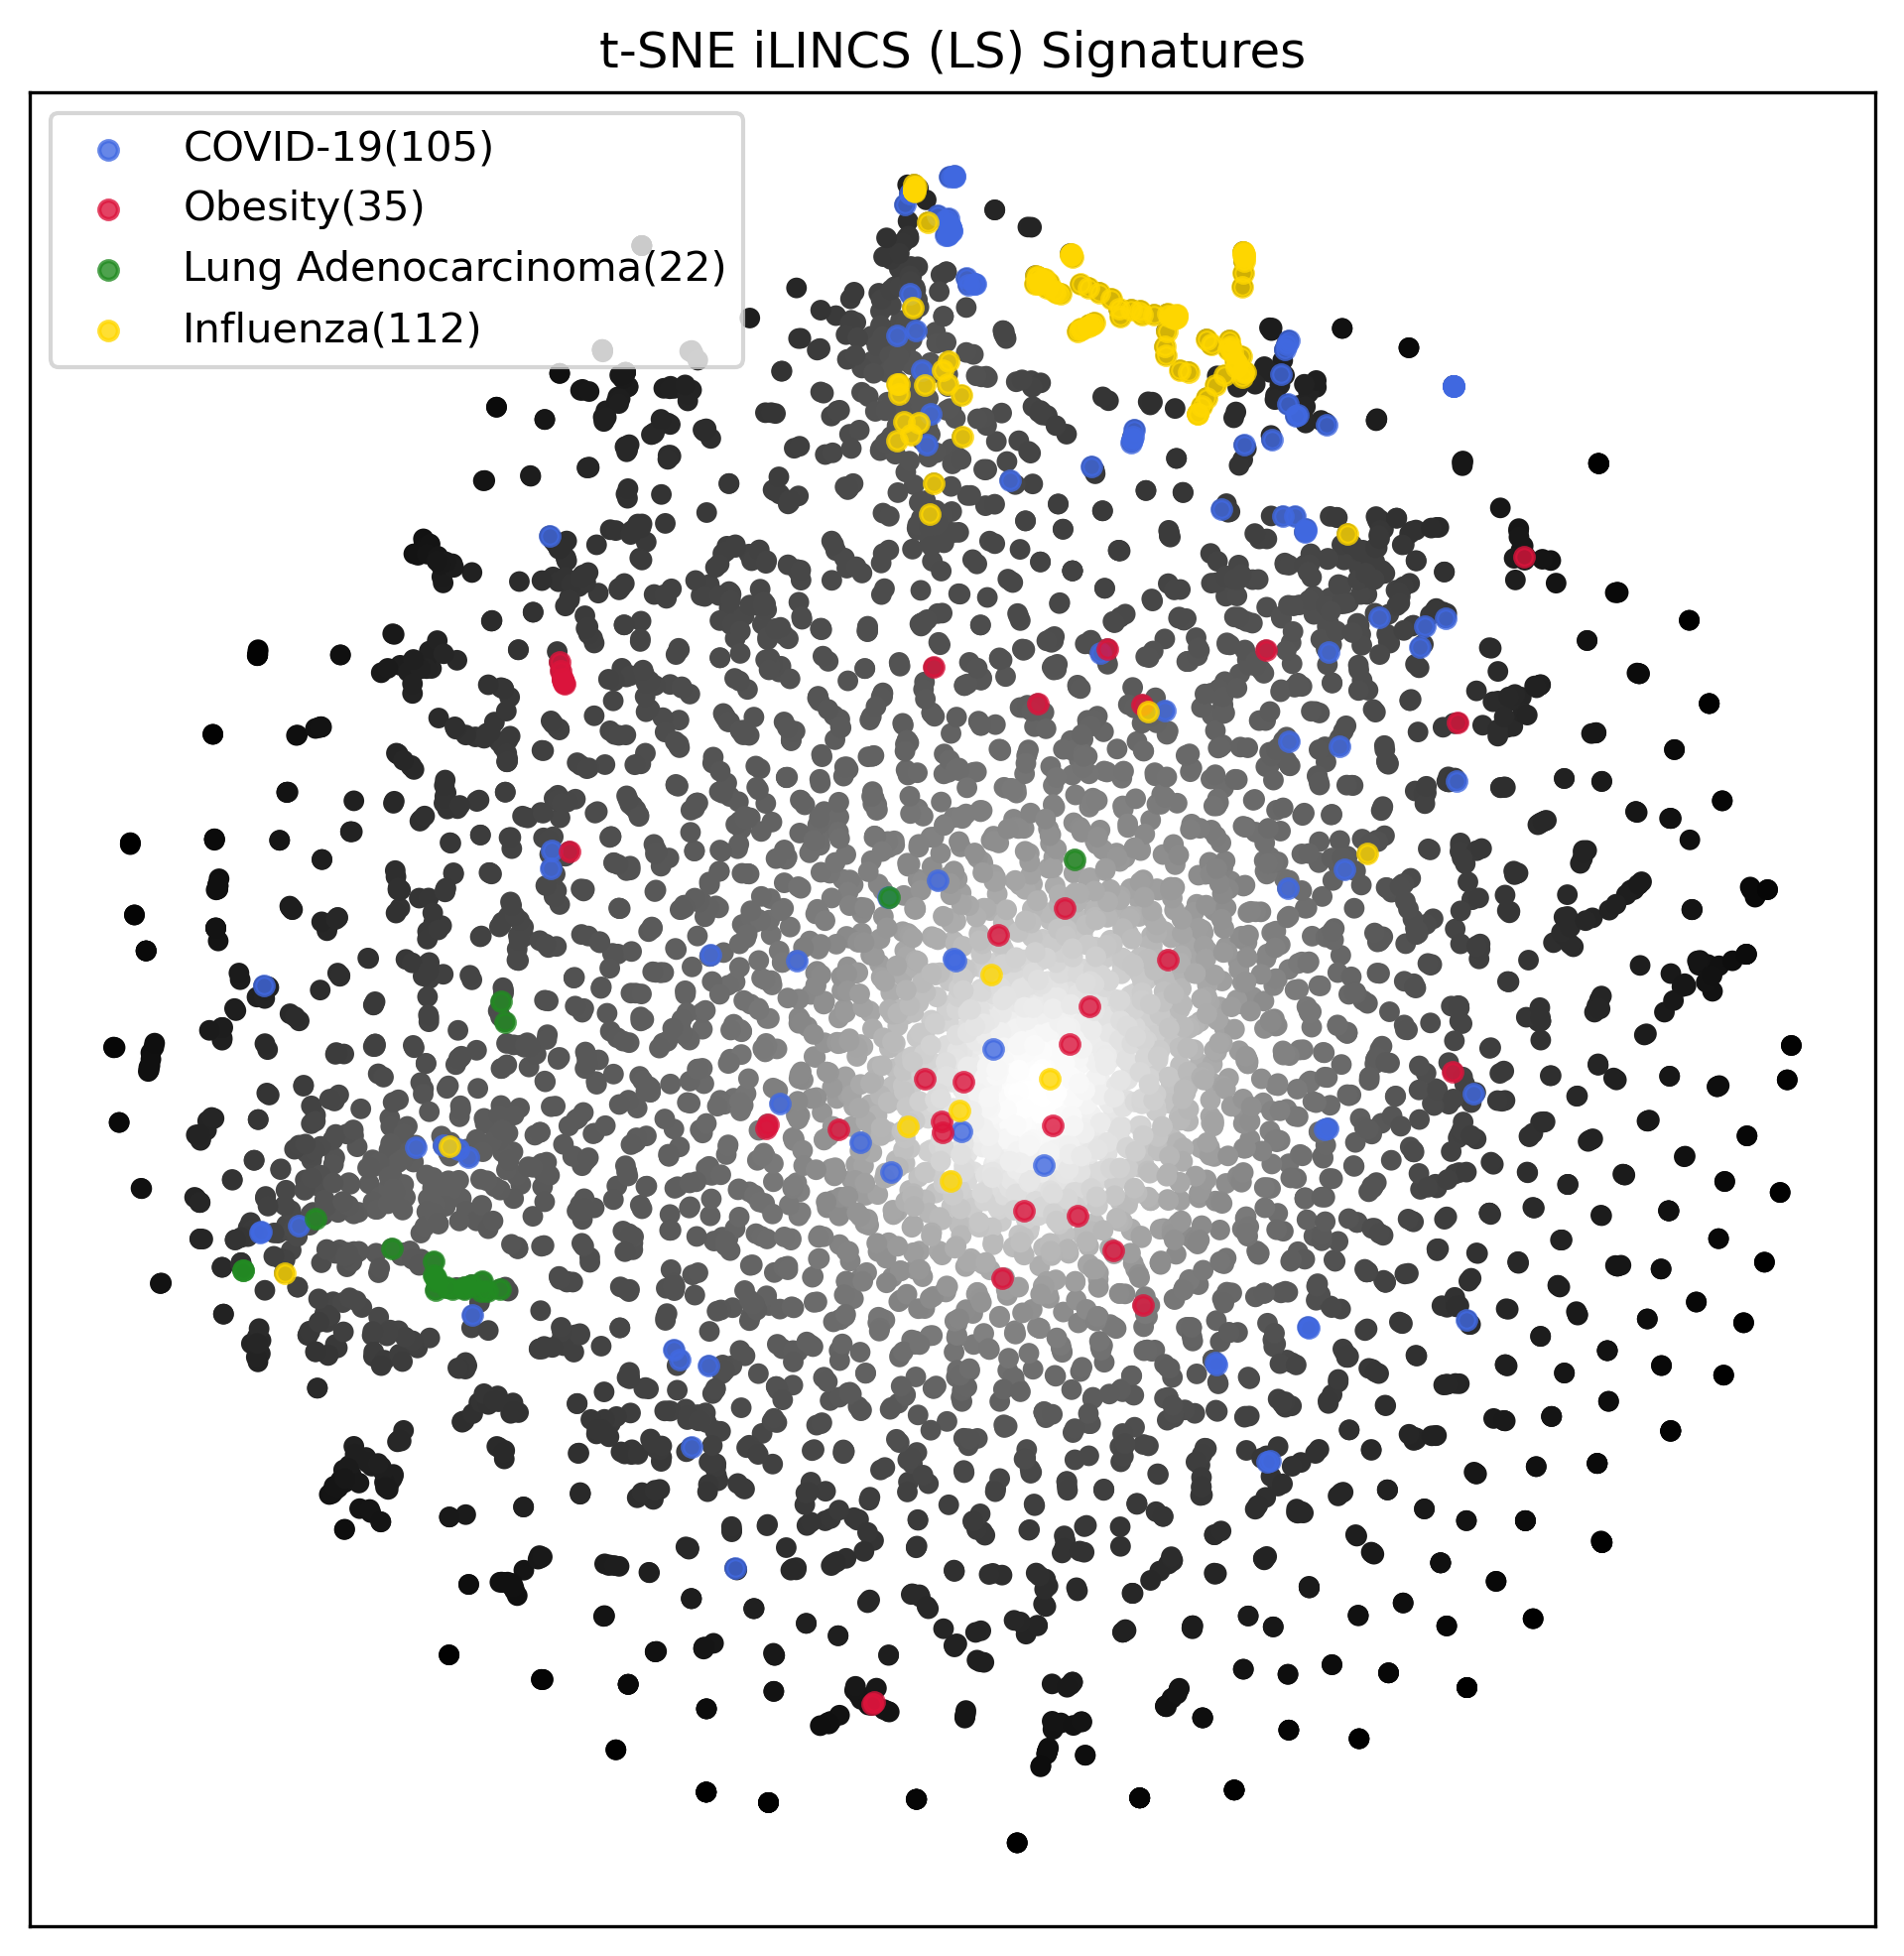 t-SNE iLINCS (LS) Signatures
COVID-19(105)
Obesity(35)
Lung Adenocarcinoma(22)
Influenza(112)